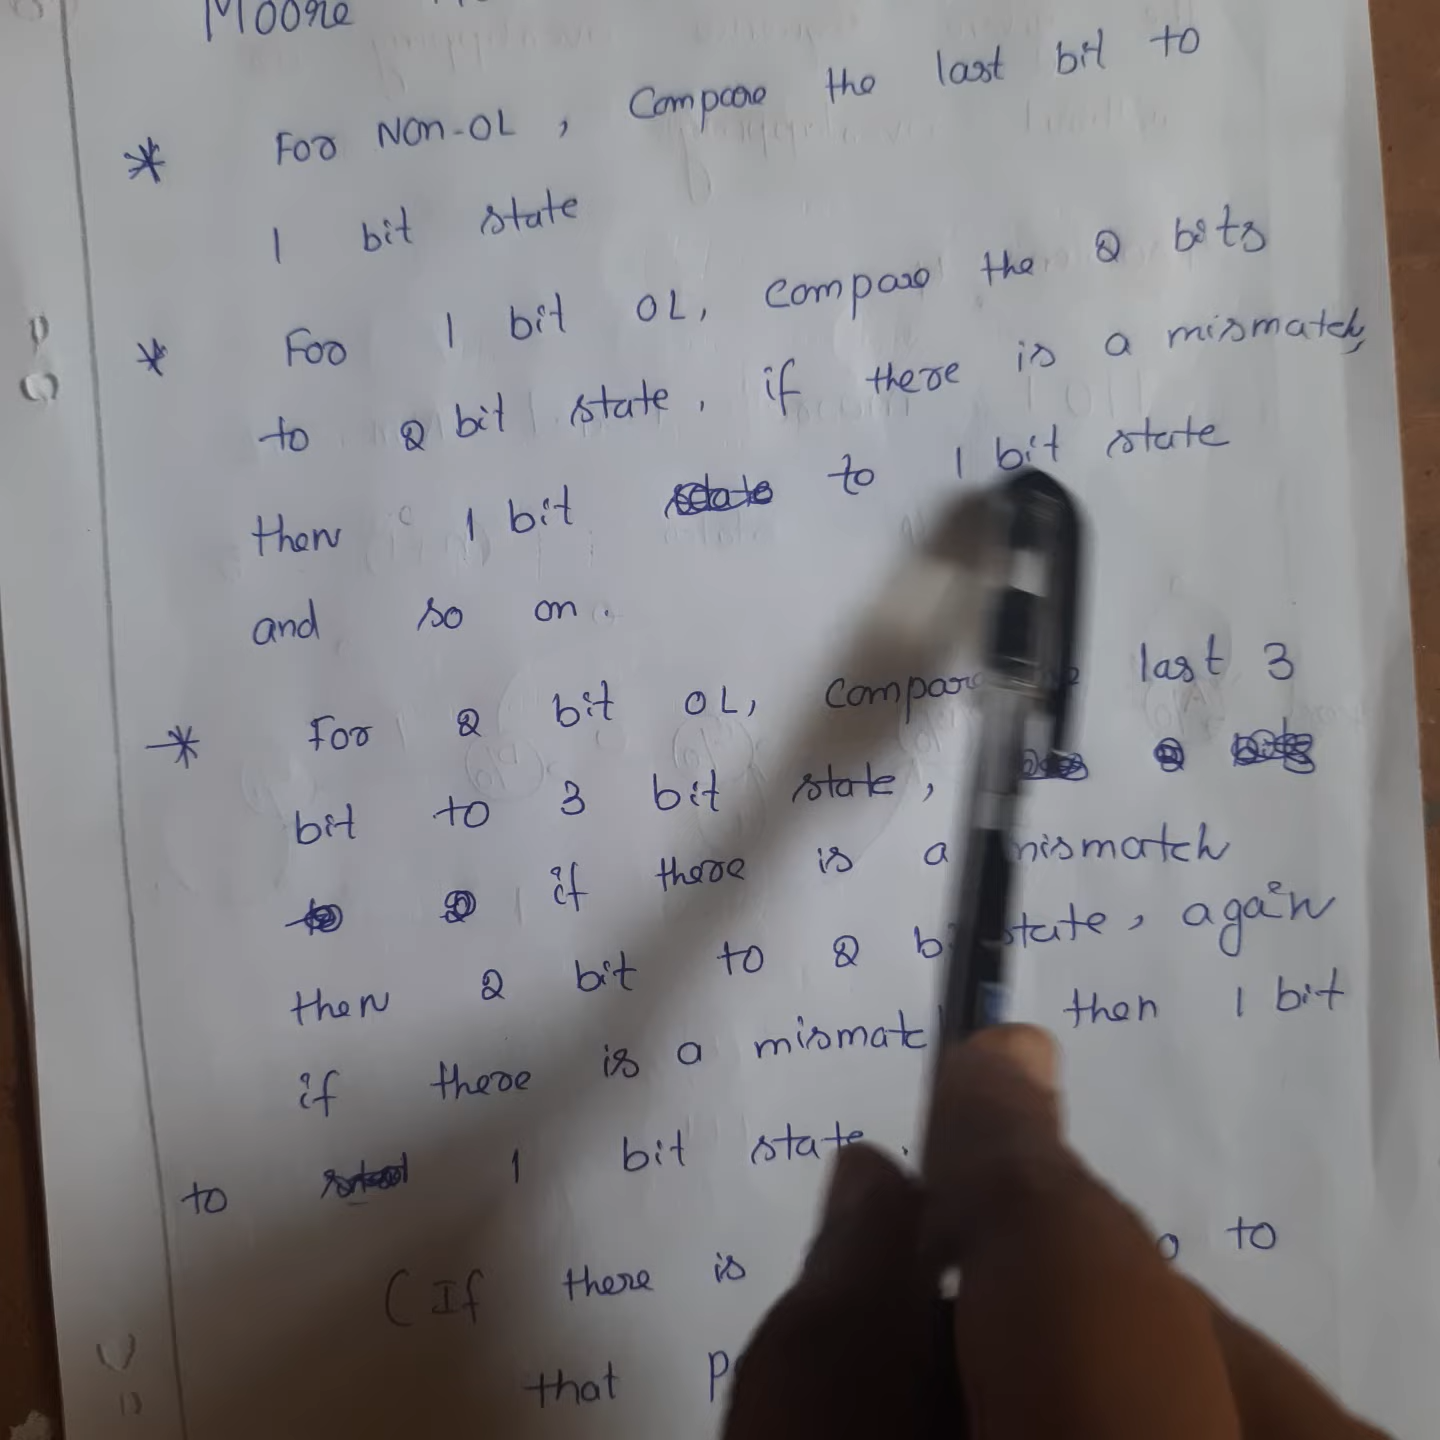 Moore
* For Non-OL, Compare the last bit to
1 bit state
* For 1 bit OL, compare the 2 bits
to 2 bit state, if there is a mismatch,
then 1 bit to 1 bit state
and so on.
* For 2 bit OL, compare last 3
bit to 3 bit state,
if there is a mismatch
then 2 bit to 2 bit state, again
if there is a mismatch then 1 bit
to 1 bit state.
(If there is to
that